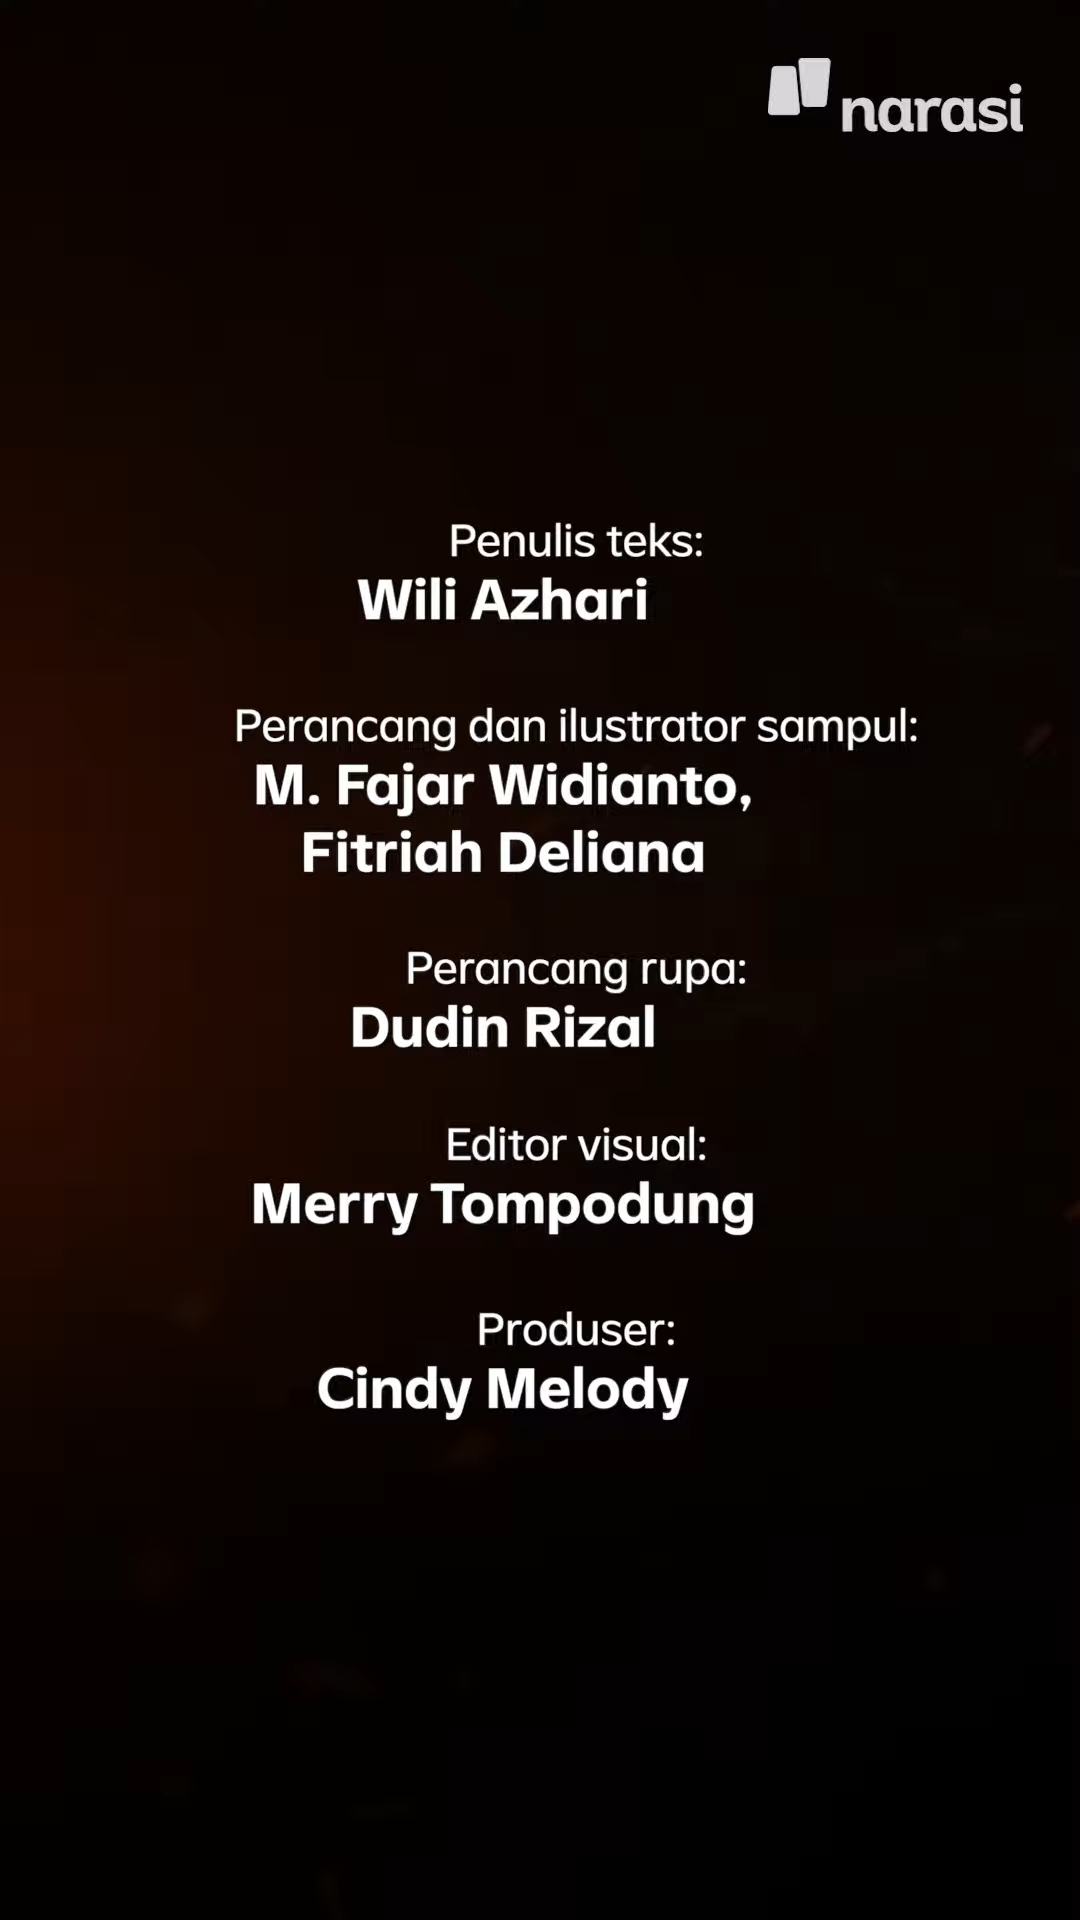 narasi
Penulis teks:
Wili Azhari
Perancang dan ilustrator sampul:
M. Fajar Widianto,
Fitriah Deliana
Perancang rupa:
Dudin Rizal
Editor visual:
Merry Tompodung
Produser:
Cindy Melody